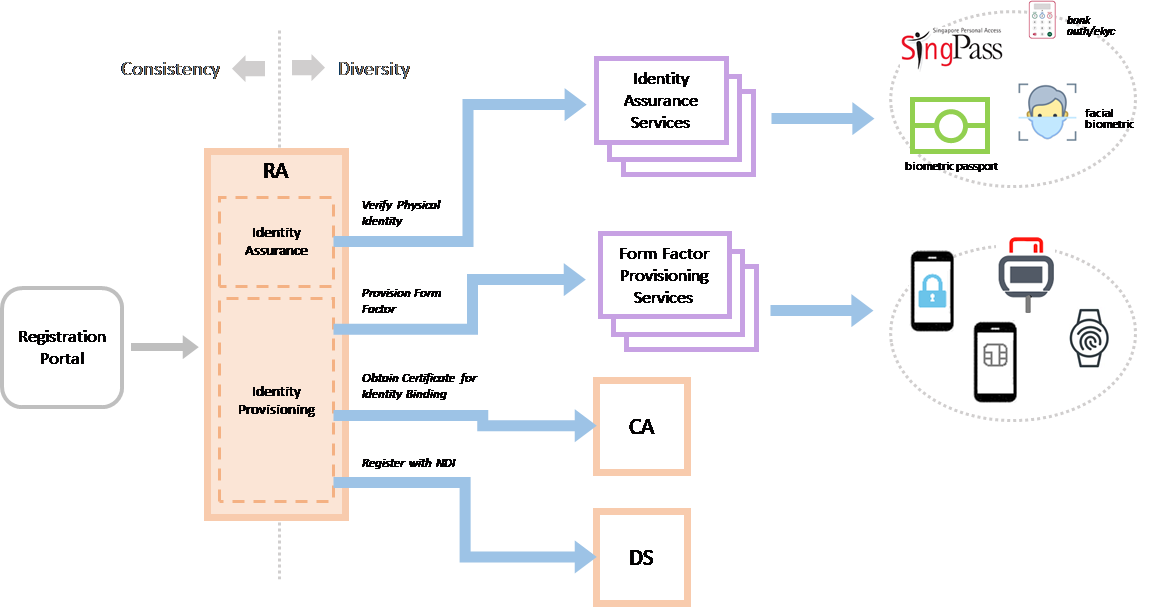 Consistency
Diversity
Registration
Portal
RA
Identity
Assurance
Identity
Provisioning
Verify Physical
Identity
Provision Form
Factor
Obtain Certificate for
Identity Binding
Register with NDI
Identity
Assurance
Services
Form Factor
Provisioning
Services
CA
DS
Singapore Personal Access
SingPass
bank
auth/ekyc
facial
biometric
biometric passport